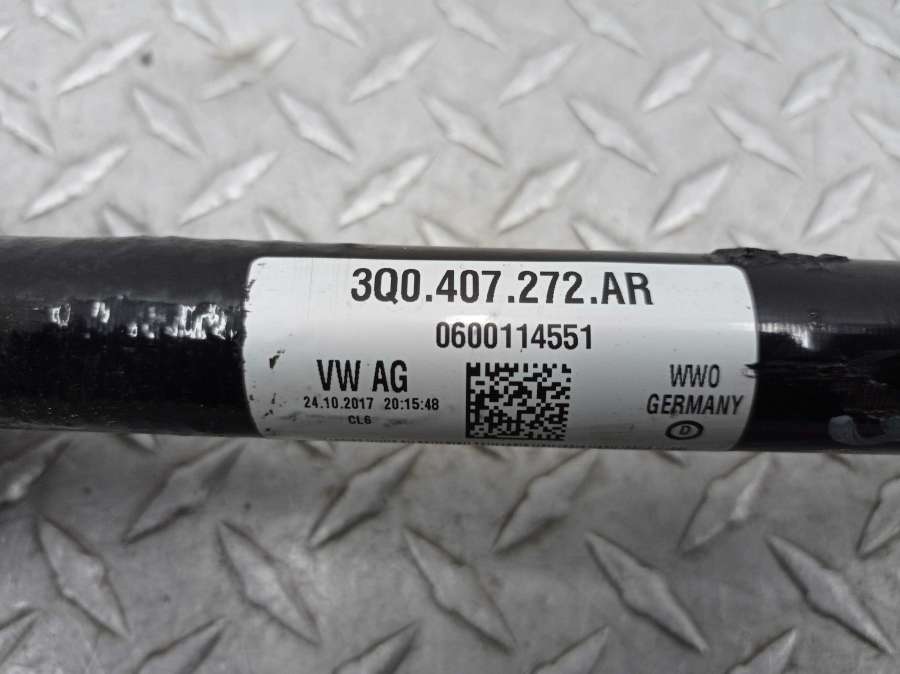 3Q0.407.272.AR
0600114551
VW AG
24.10.2017 20:15:48
CL6
WWO
GERMANY
D